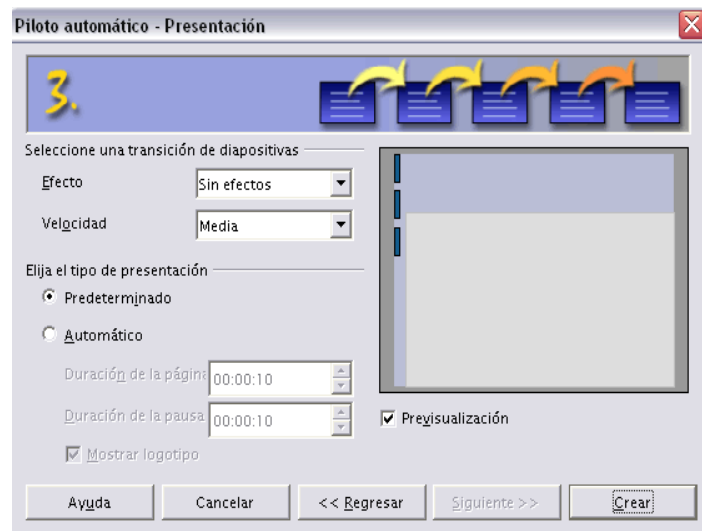 Piloto automático - Presentación
3.
Seleccione una transición de diapositivas
Efecto Sin efectos
Velocidad Media
Elija el tipo de presentación
Predeterminado
Automático
Duración de la página 00:00:10
Duración de la pausa 00:00:10
Mostrar logotipo
Previsualización
Ayuda Cancelar << Regresar Siguiente >> Crear